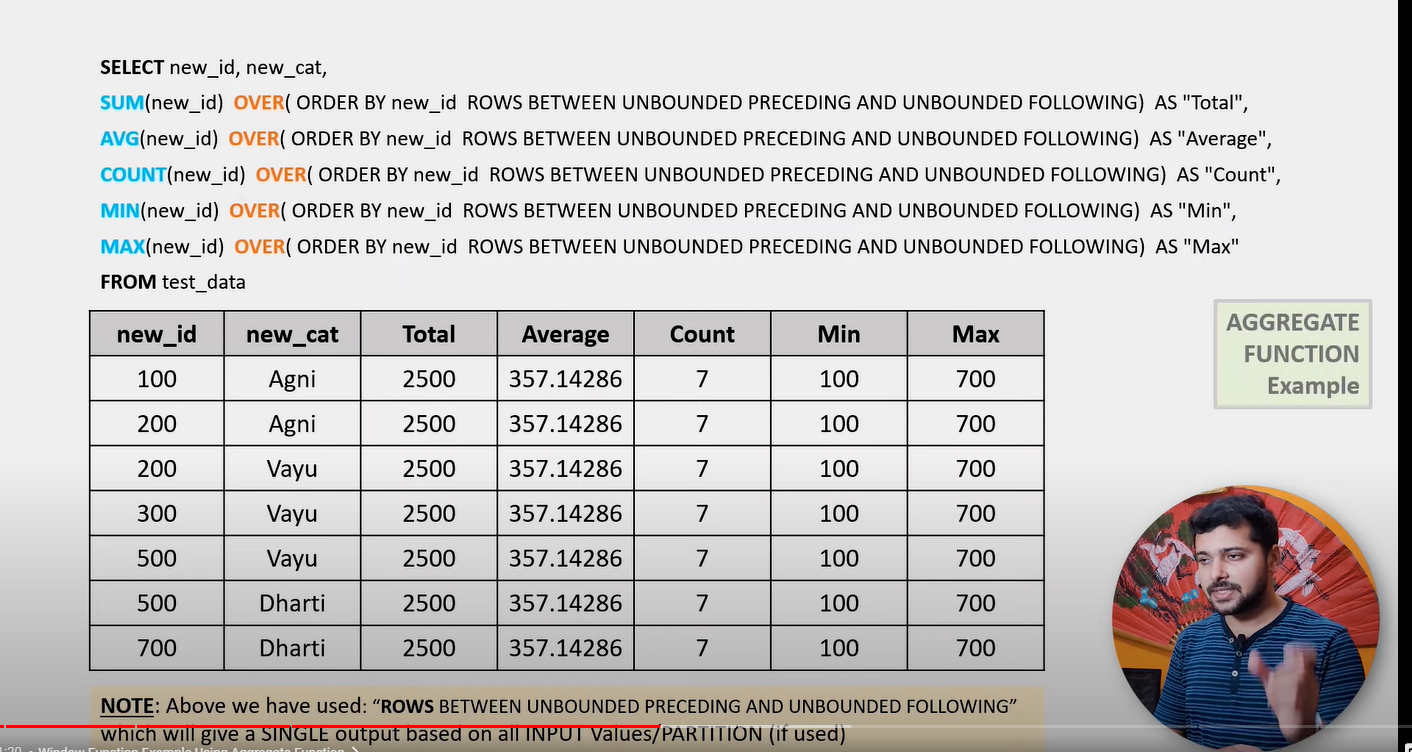 SELECT new_id, new_cat,
SUM(new_id) OVER( ORDER BY new_id ROWS BETWEEN UNBOUNDED PRECEDING AND UNBOUNDED FOLLOWING) AS "Total",
AVG(new_id) OVER( ORDER BY new_id ROWS BETWEEN UNBOUNDED PRECEDING AND UNBOUNDED FOLLOWING) AS "Average",
COUNT(new_id) OVER( ORDER BY new_id ROWS BETWEEN UNBOUNDED PRECEDING AND UNBOUNDED FOLLOWING) AS "Count",
MIN(new_id) OVER( ORDER BY new_id ROWS BETWEEN UNBOUNDED PRECEDING AND UNBOUNDED FOLLOWING) AS "Min",
MAX(new_id) OVER( ORDER BY new_id ROWS BETWEEN UNBOUNDED PRECEDING AND UNBOUNDED FOLLOWING) AS "Max"
FROM test_data
new_id new_cat Total Average Count Min Max
100 Agni 2500 357.14286 7 100 700
200 Agni 2500 357.14286 7 100 700
200 Vayu 2500 357.14286 7 100 700
300 Vayu 2500 357.14286 7 100 700
500 Vayu 2500 357.14286 7 100 700
500 Dharti 2500 357.14286 7 100 700
700 Dharti 2500 357.14286 7 100 700
AGGREGATE
FUNCTION
Example
NOTE: Above we have used: “ROWS BETWEEN UNBOUNDED PRECEDING AND UNBOUNDED FOLLOWING”
which will give a SINGLE output based on all INPUT Values/PARTITION (if used)
Window Function Example Using Aggregate Function